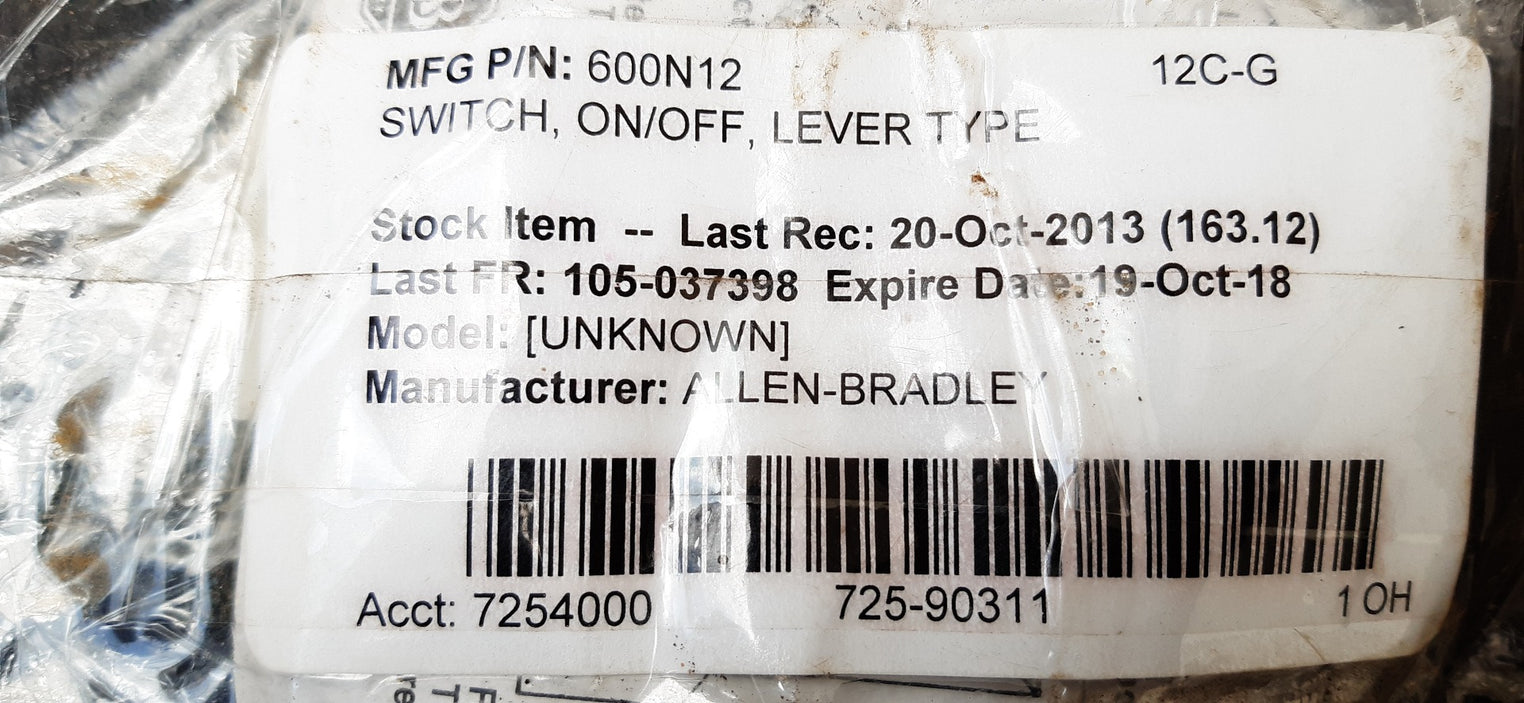 MFG P/N: 600N12 12C-G
SWITCH, ON/OFF, LEVER TYPE
Stock Item -- Last Rec: 20-Oct-2013 (163.12)
Last FR: 105-037398 Expire Date:19-Oct-18
Model: [UNKNOWN]
Manufacturer: ALLEN-BRADLEY
Acct: 7254000 725-90311 1 OH